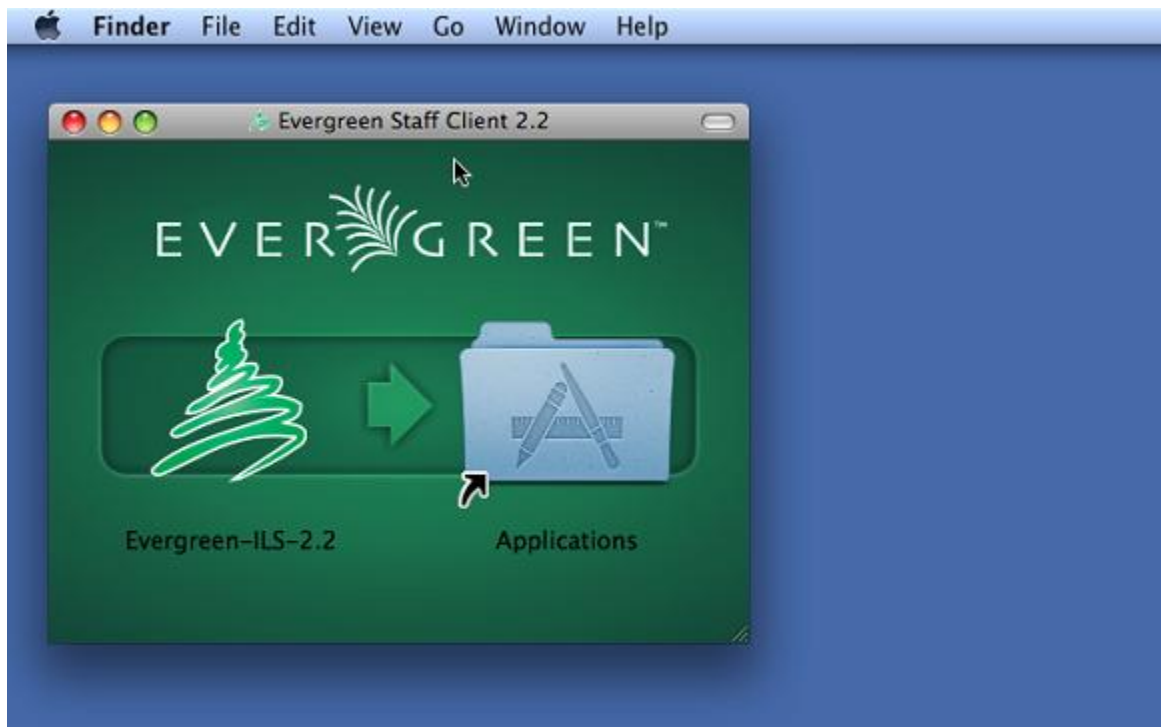 Finder File Edit View Go Window Help
Evergreen Staff Client 2.2
EVERGREEN™
Evergreen-ILS-2.2 Applications